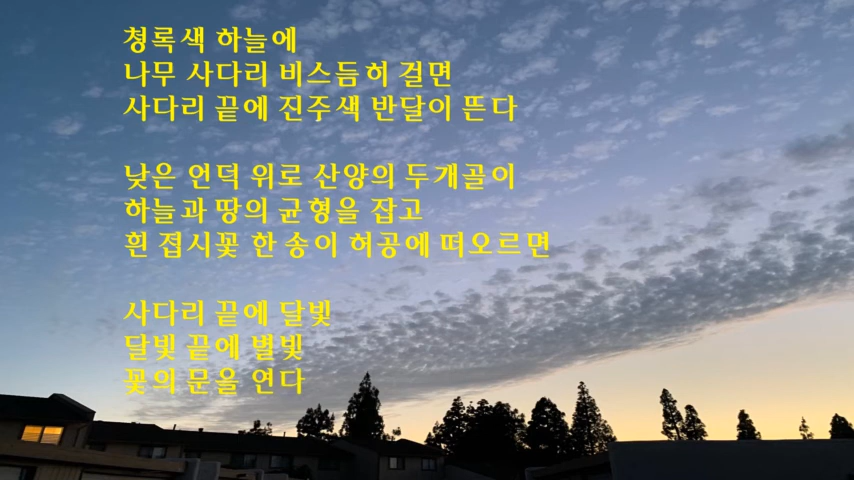 청록색 하늘에
나무 사다리 비스듬히 걸면
사다리 끝에 진주색 반달이 뜬다
낮은 언덕 위로 산양의 두개골이
하늘과 땅의 균형을 잡고
흰 접시꽃 한 송이 허공에 떠오르면
사다리 끝에 달빛
달빛 끝에 별빛
꽃의 문을 연다